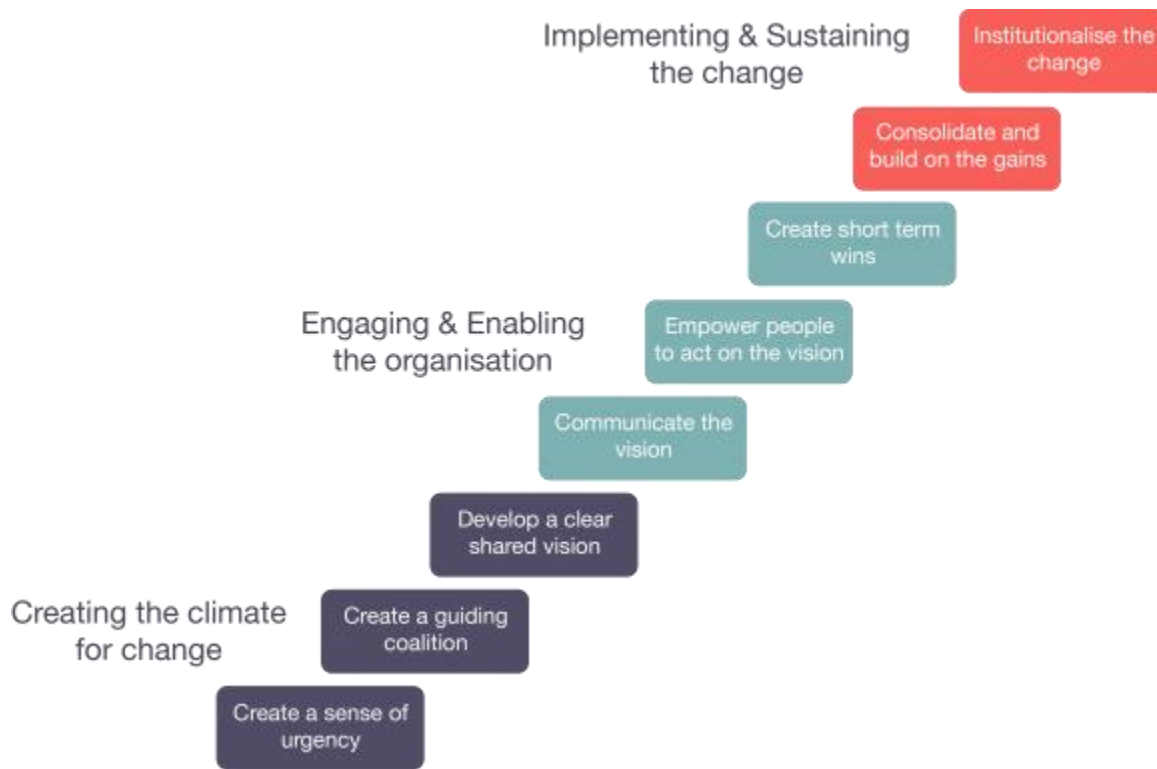 Implementing & Sustaining
the change
Institutionalise the
change
Consolidate and
build on the gains
Create short term
wins
Engaging & Enabling
the organisation
Empower people
to act on the vision
Communicate the
vision
Develop a clear
shared vision
Creating the climate
for change
Create a guiding
coalition
Create a sense of
urgency